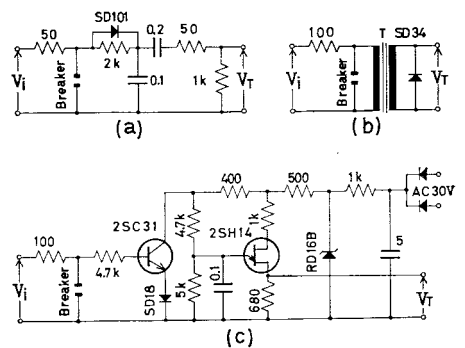 SD101
50
0.2
50
2k
0.1
1k
Vi
Breaker
VT
(a)
100
T
SD34
Vi
Breaker
VT
(b)
400
500
1k
AC30V
2SC31
4.7k
1k
2SH14
100
4.7k
Vi
Breaker
SD18
5k
0.1
680
RD16B
5
VT
(c)